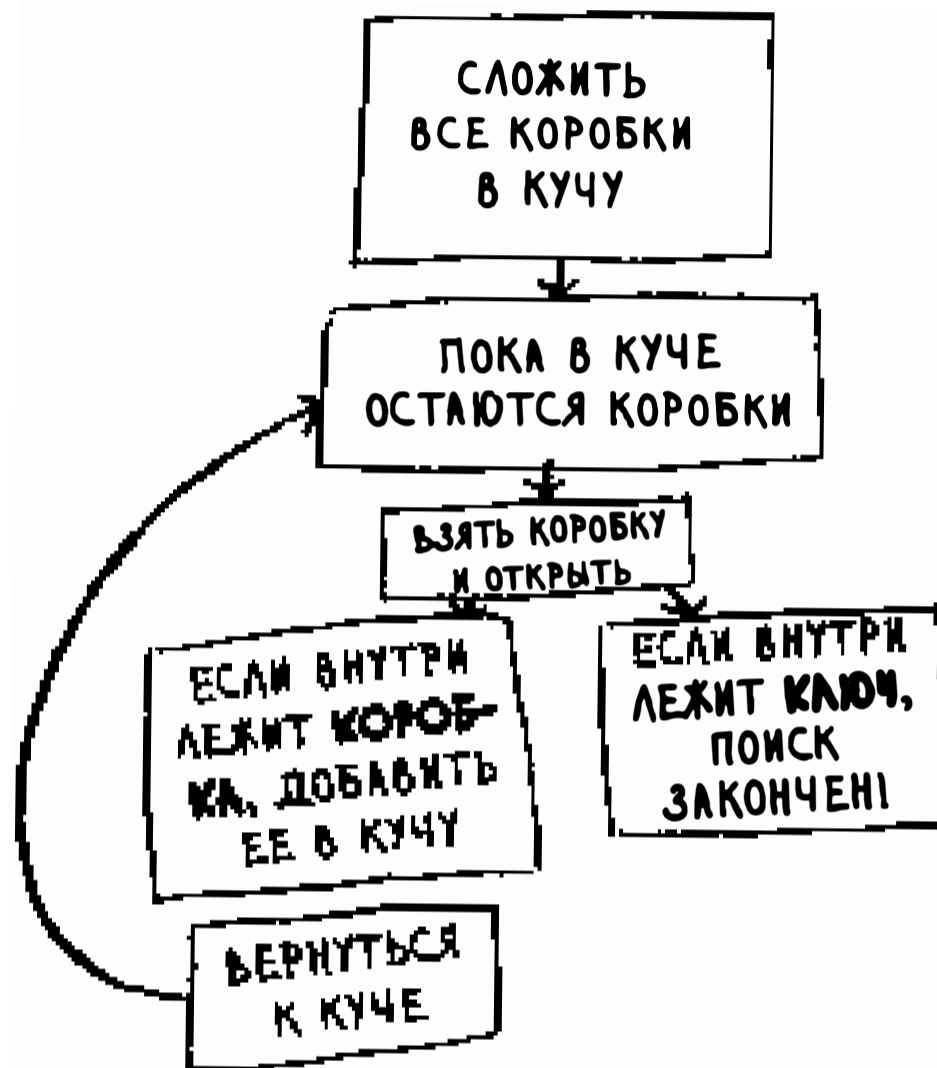 СЛОЖИТЬ
ВСЕ КОРОБКИ
В КУЧУ
ПОКА В КУЧЕ
ОСТАЮТСЯ КОРОБКИ
ВЗЯТЬ КОРОБКУ
И ОТКРЫТЬ
ЕСЛИ ВНУТРИ
ЛЕЖИТ КОРОБ-
КА, ДОБАВИТЬ
ЕЕ В КУЧУ
ЕСЛИ ВНУТРИ
ЛЕЖИТ КЛЮЧ,
ПОИСК
ЗАКОНЧЕН!
ВЕРНУТЬСЯ
К КУЧЕ